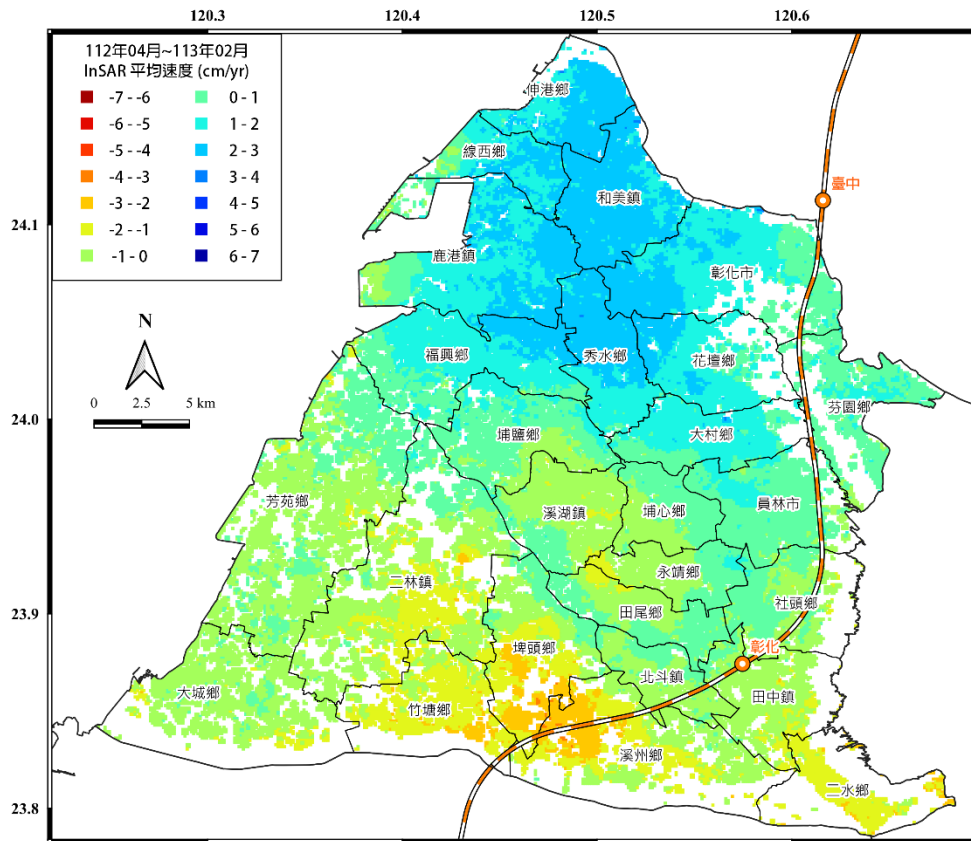 120.3 120.4 120.5 120.6
112年04月~113年02月
InSAR 平均速度 (cm/yr)
-7 - -6 0 - 1
-6 - -5 1 - 2
-5 - -4 2 - 3
-4 - -3 3 - 4
-3 - -2 4 - 5
-2 - -1 5 - 6
-1 - 0 6 - 7
伸港鄉
線西鄉
臺中
和美鎮
24.1
鹿港鎮
彰化市
N
福興鄉
秀水鄉
花壇鄉
0 2.5 5 km
芬園鄉
24.0
埔鹽鄉
大村鄉
芳苑鄉
溪湖鎮
埔心鄉
員林市
二林鎮
永靖鄉
23.9
田尾鄉
社頭鄉
埤頭鄉
彰化
大城鄉
北斗鎮
竹塘鄉
田中鎮
溪州鄉
二水鄉
23.8